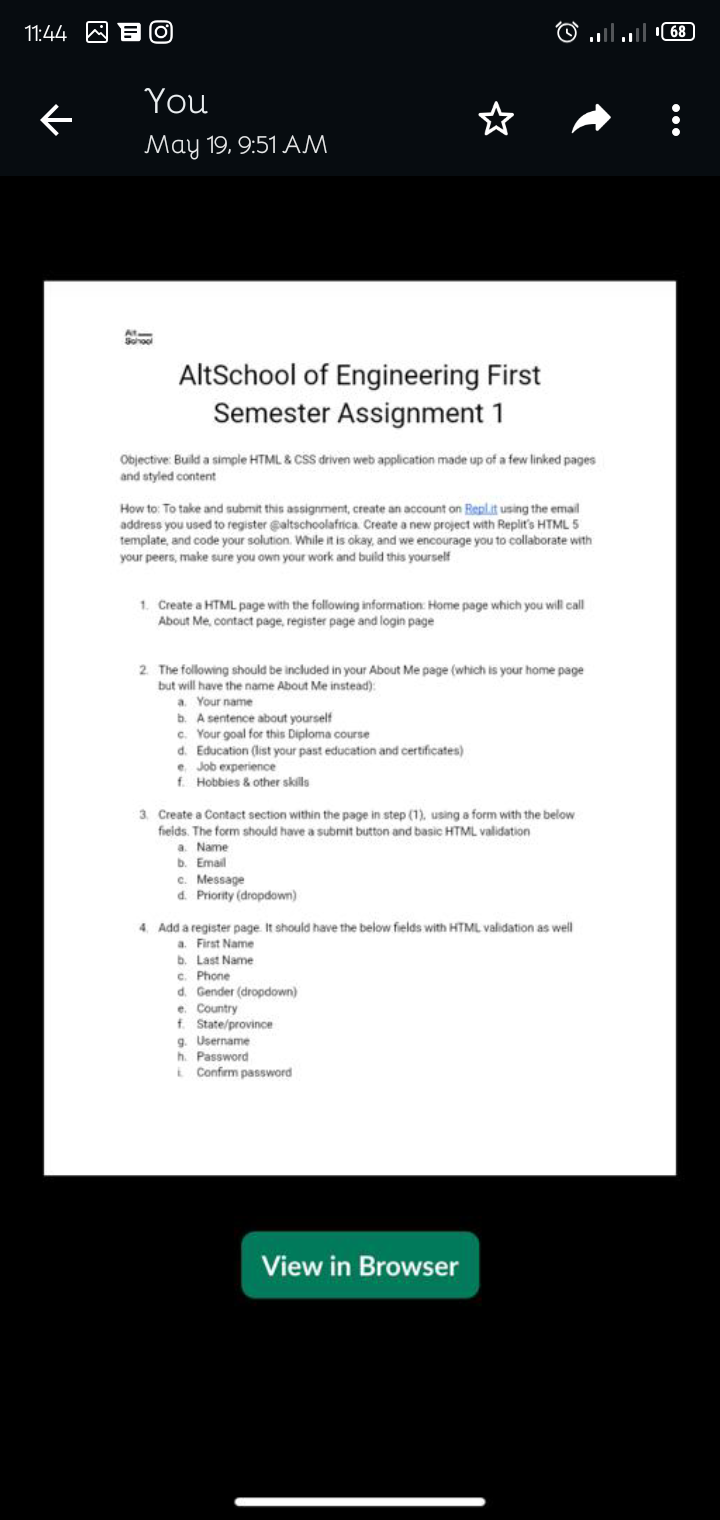 11:44
68
You
May 19, 9:51 AM
Alt
School
AltSchool of Engineering First
Semester Assignment 1
Objective: Build a simple HTML & CSS driven web application made up of a few linked pages
and styled content
How to: To take and submit this assignment, create an account on Repl.it using the email
address you used to register @altschoolafrica. Create a new project with Replit's HTML 5
template, and code your solution. While it is okay, and we encourage you to collaborate with
your peers, make sure you own your work and build this yourself
1. Create a HTML page with the following information: Home page which you will call
About Me, contact page, register page and login page
2. The following should be included in your About Me page (which is your home page
but will have the name About Me instead):
a. Your name
b. A sentence about yourself
c. Your goal for this Diploma course
d. Education (list your past education and certificates)
e. Job experience
f. Hobbies & other skills
3. Create a Contact section within the page in step (1), using a form with the below
fields. The form should have a submit button and basic HTML validation
a. Name
b. Email
c. Message
d. Priority (dropdown)
4. Add a register page. It should have the below fields with HTML validation as well
a. First Name
b. Last Name
c. Phone
d. Gender (dropdown)
e. Country
f. State/province
g. Username
h. Password
i. Confirm password
View in Browser